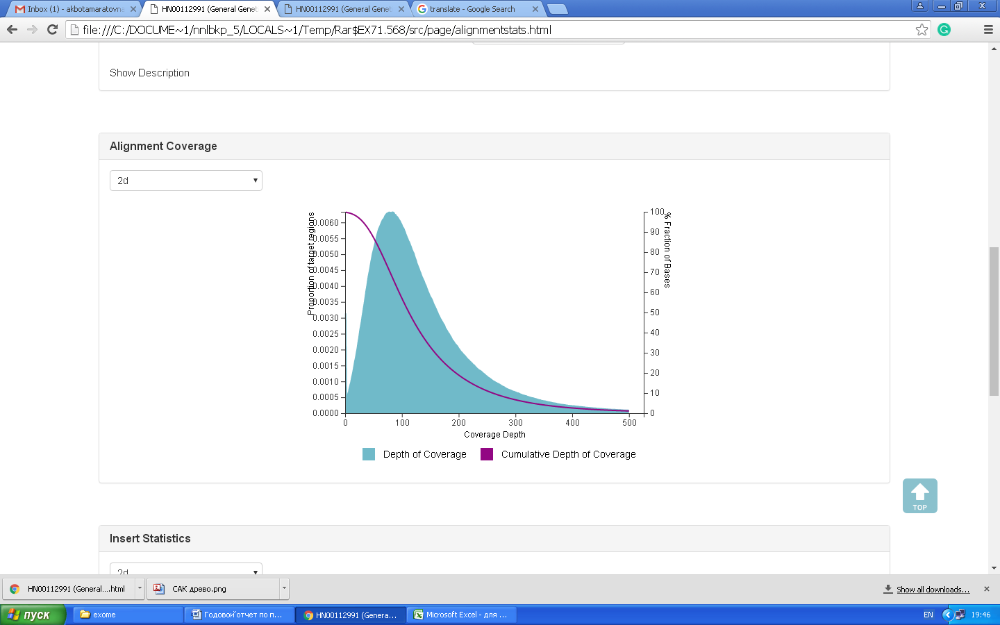 Inbox (1) - akbotamaratovna
HN00112991 (General Genet
HN00112991 (General Genet
translate - Google Search
file:///C:/DOCUME~1/nnlbkp_5/LOCALS~1/Temp/Rar$EX71.568/src/page/alignmentstats.html
Show Description
Alignment Coverage
2d
Proportion of target regions
0.0060
0.0055
0.0050
0.0045
0.0040
0.0035
0.0030
0.0025
0.0020
0.0015
0.0010
0.0005
0.0000
100
90
80
70
60
50
40
30
20
10
0
% Fraction of Bases
0 100 200 300 400 500
Coverage Depth
Depth of Coverage Cumulative Depth of Coverage
TOP
Insert Statistics
2d
HN00112991 (General....html
САК древо.png
Show all downloads...
пуск
exome
Годовой отчет по п...
HN00112991 (Genera...
Microsoft Excel - для ...
EN
19:46